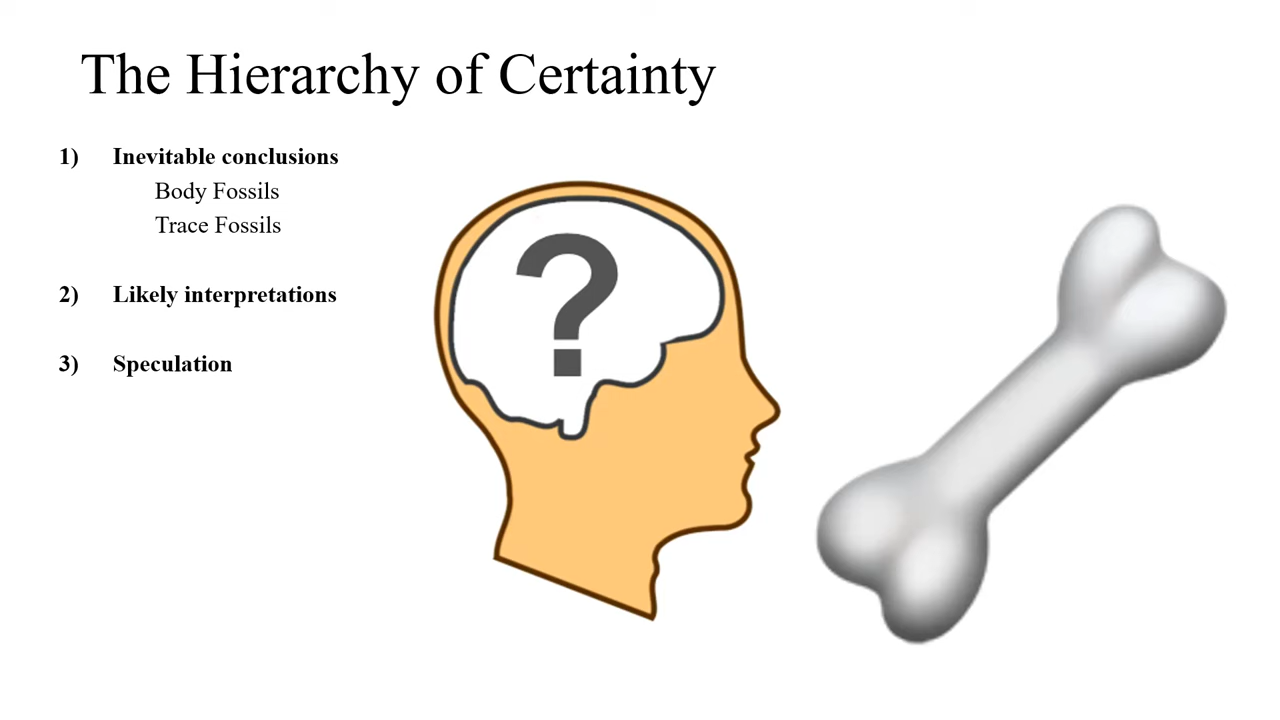 The Hierarchy of Certainty
1) Inevitable conclusions
Body Fossils
Trace Fossils
2) Likely interpretations
3) Speculation
?